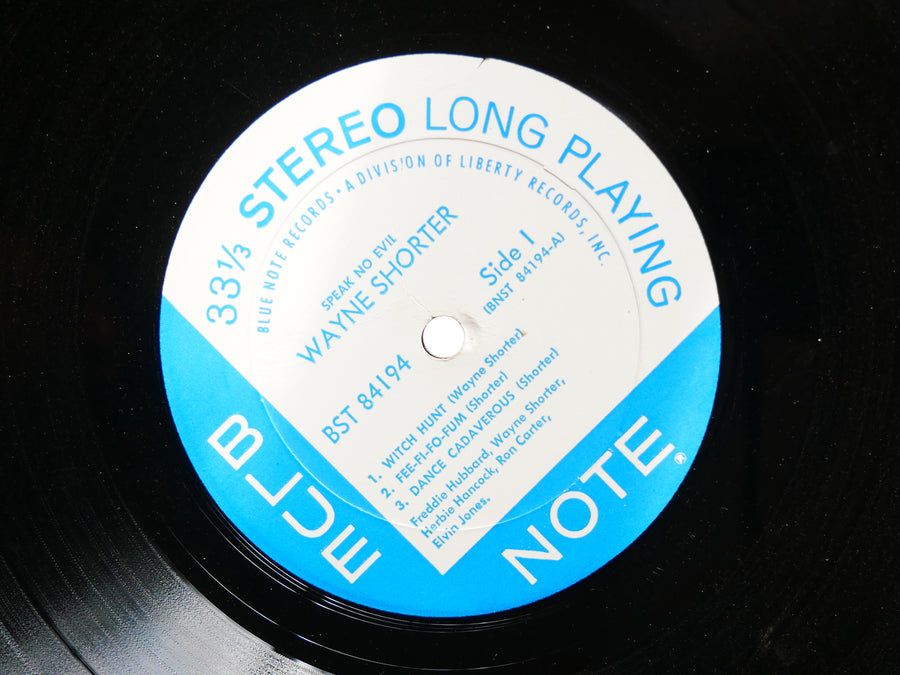 33⅓ STEREO LONG PLAYING
BLUE NOTE RECORDS • A DIVISION OF LIBERTY RECORDS, INC.
SPEAK NO EVIL
WAYNE SHORTER
BST 84194
Side 1
(BNST 84194-A)
1. WITCH HUNT (Wayne Shorter)
2. FEE-FI-FO-FUM (Shorter)
3. DANCE CADAVEROUS (Shorter)
Freddie Hubbard, Wayne Shorter,
Herbie Hancock, Ron Carter,
Elvin Jones.
BLUE
NOTE®